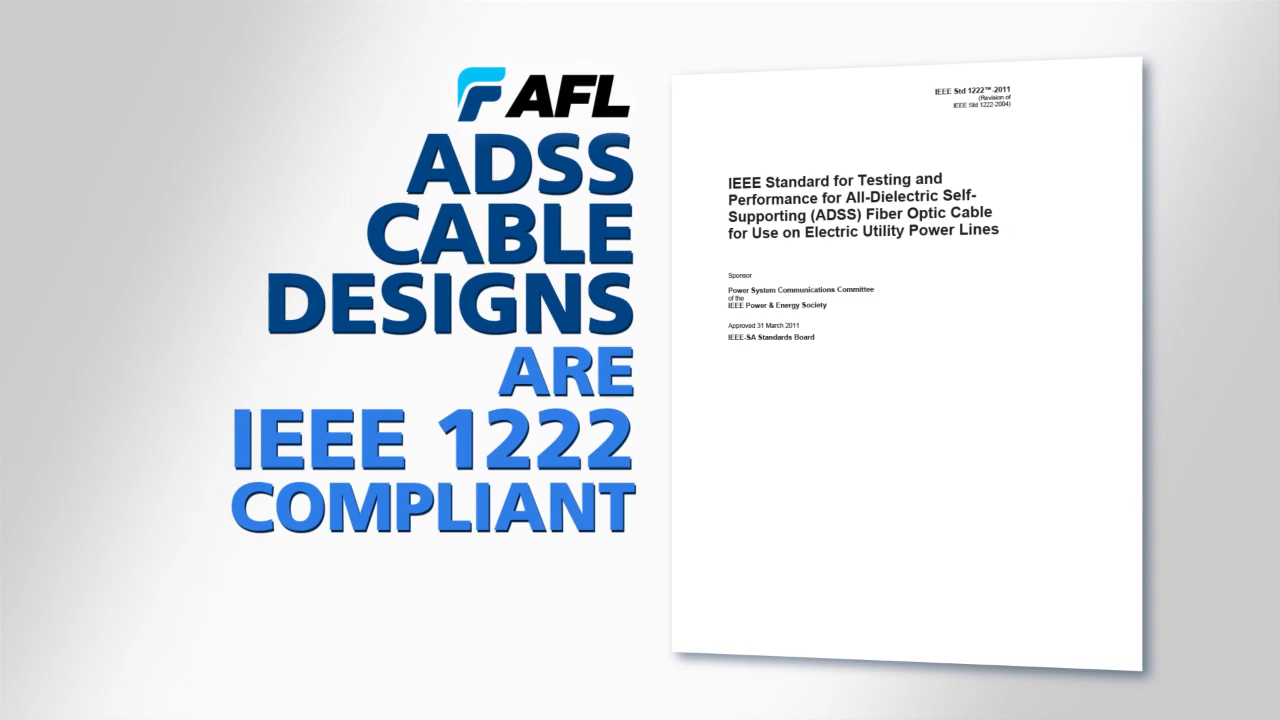 AFL
ADSS
CABLE
DESIGNS
ARE
IEEE 1222
COMPLIANT
IEEE Std 1222™-2011
(Revision of
IEEE Std 1222-2004)
IEEE Standard for Testing and
Performance for All-Dielectric Self-
Supporting (ADSS) Fiber Optic Cable
for Use on Electric Utility Power Lines
Sponsor
Power System Communications Committee
of the
IEEE Power & Energy Society
Approved 31 March 2011
IEEE-SA Standards Board